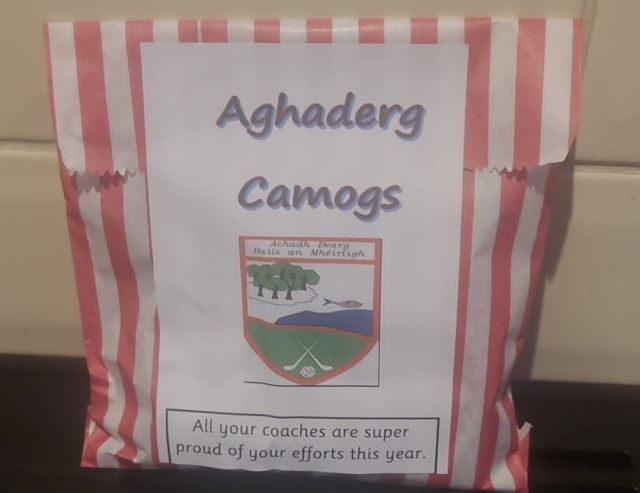 Aghaderg
Camogs
Achadh Dearg
Baile an Mhéirligh
All your coaches are super
proud of your efforts this year.